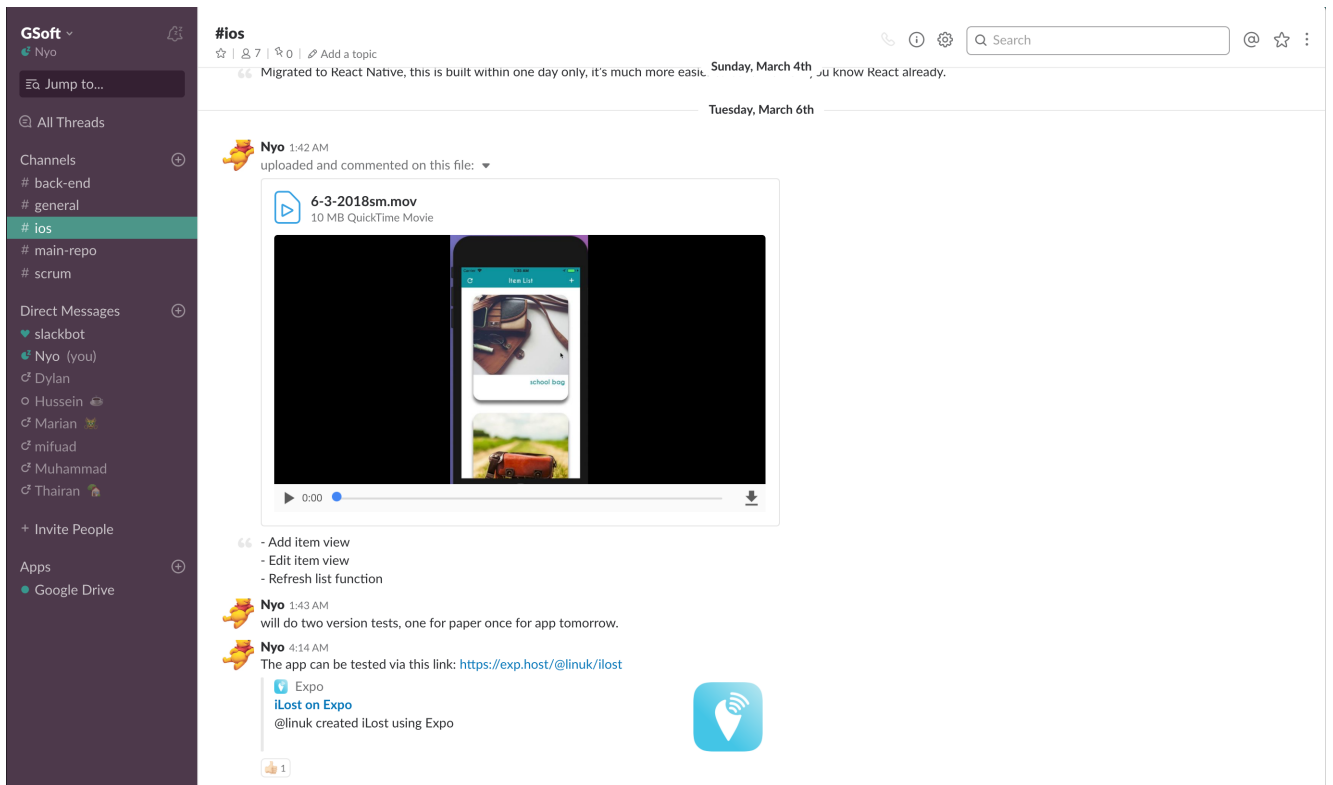 GSoft
Nyo
Jump to...
All Threads
Channels
# back-end
# general
# ios
# main-repo
# scrum
Direct Messages
slackbot
Nyo (you)
Dylan
Hussein
Marian
mifuad
Muhammad
Thairan
+ Invite People
Apps
Google Drive
#ios
7 | 0 | Add a topic
Search
Migrated to React Native, this is built within one day only, it's much more easie
Sunday, March 4th
ou know React already.
Tuesday, March 6th
Nyo 1:42 AM
uploaded and commented on this file:
6-3-2018sm.mov
10 MB QuickTime Movie
Item List +
school bag
0:00
- Add item view
- Edit item view
- Refresh list function
Nyo 1:43 AM
will do two version tests, one for paper once for app tomorrow.
Nyo 4:14 AM
The app can be tested via this link: https://exp.host/@linuk/ilost
Expo
iLost on Expo
@linuk created iLost using Expo
1